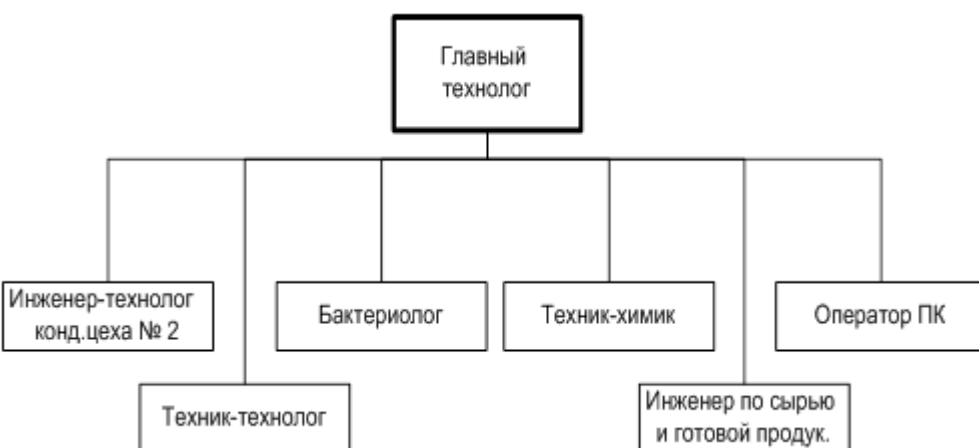 Главный
технолог
Инженер-технолог
конд.цеха № 2
Бактериолог
Техник-химик
Оператор ПК
Техник-технолог
Инженер по сырью
и готовой продук.